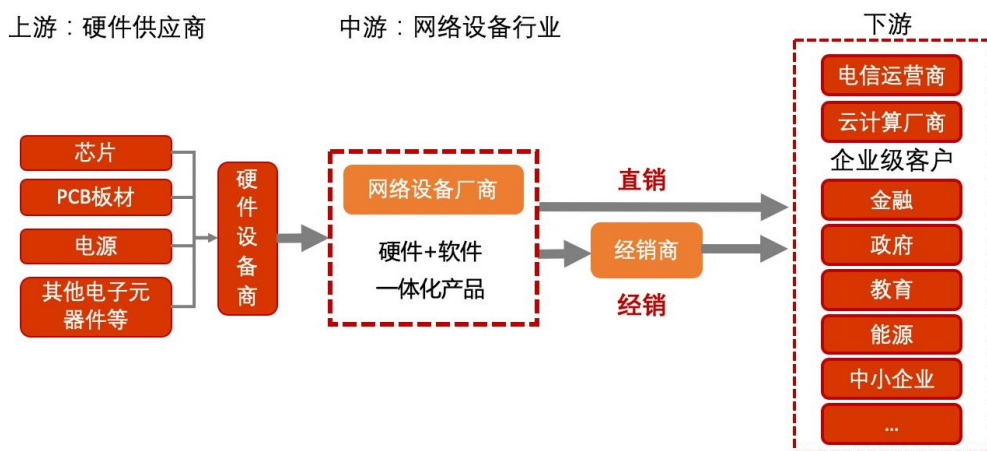 上游：硬件供应商
中游：网络设备行业
下游
芯片
PCB板材
电源
其他电子元
器件等
硬
件
设
备
商
网络设备厂商
硬件+软件
一体化产品
直销
经销商
经销
电信运营商
云计算厂商
企业级客户
金融
政府
教育
能源
中小企业
...